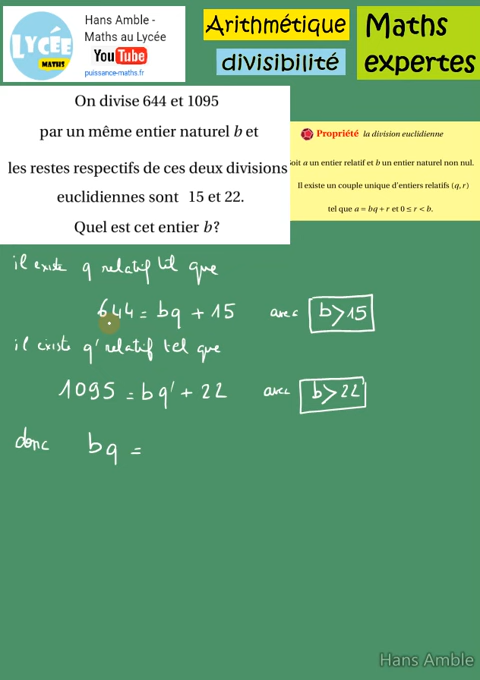 Hans Amble -
Maths au Lycée
YouTube
puissance-maths.fr
LYCÉE
MATHS
Arithmétique
divisibilité
Maths
expertes
On divise 644 et 1095
par un même entier naturel b et
les restes respectifs de ces deux divisions
euclidiennes sont 15 et 22.
Quel est cet entier b?
Propriété la division euclidienne
oit a un entier relatif et b un entier naturel non nul.
Il existe un couple unique d'entiers relatifs (q, r)
tel que a = bq + r et 0 ≤ r < b.
il existe q relatif tel que
644 = bq + 15 avec b>15
il existe q' relatif tel que
1095 = bq' + 22 avec b>22
donc bq =
Hans Amble